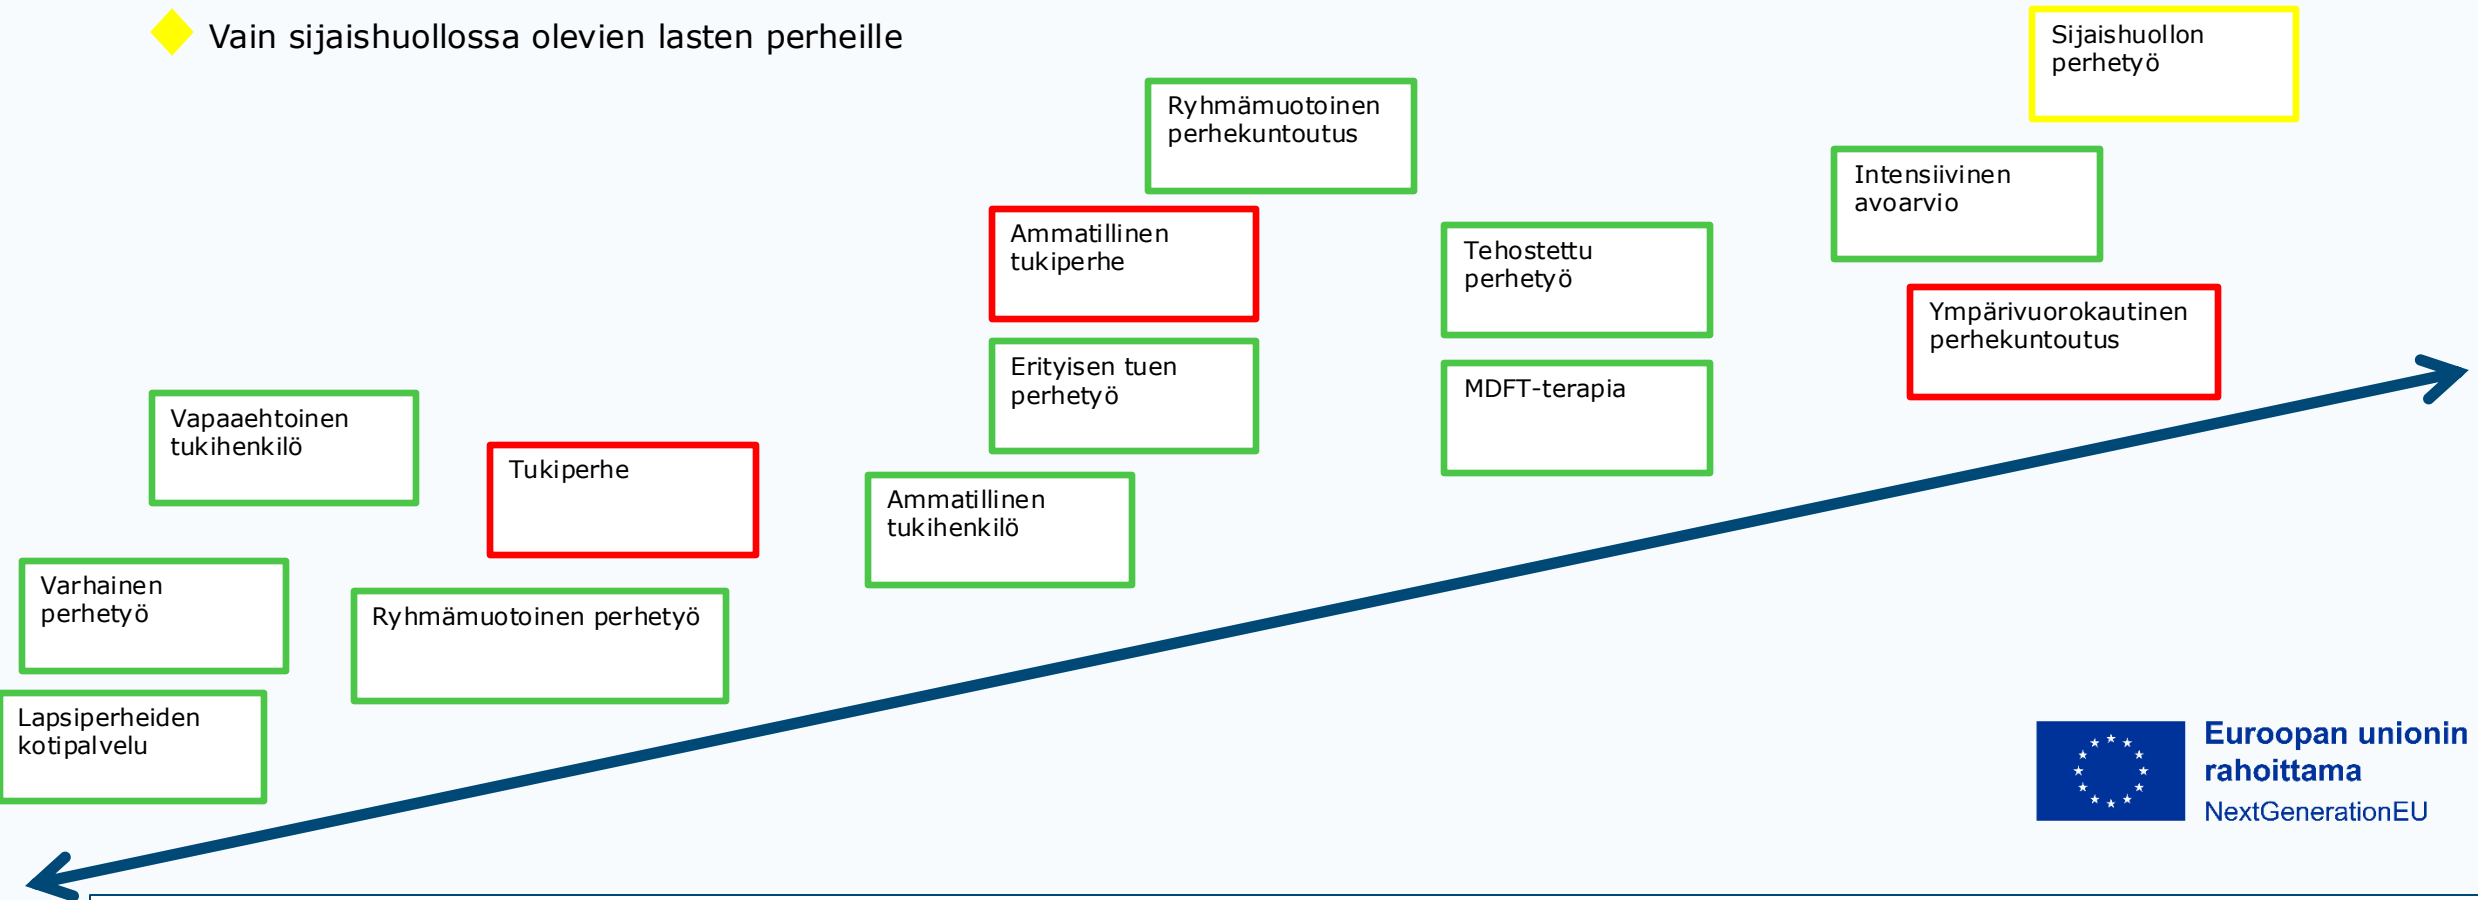 Vain sijaishuollossa olevien lasten perheille
Sijaishuollon
perhetyö
Ryhmämuotoinen
perhekuntoutus
Intensiivinen
avoarvio
Ammatillinen
tukiperhe
Tehostettu
perhetyö
Ympärivuorokautinen
perhekuntoutus
Erityisen tuen
perhetyö
MDFT-terapia
Vapaaehtoinen
tukihenkilö
Tukiperhe
Ammatillinen
tukihenkilö
Varhainen
perhetyö
Ryhmämuotoinen perhetyö
Lapsiperheiden
kotipalvelu
Euroopan unionin
rahoittama
NextGenerationEU